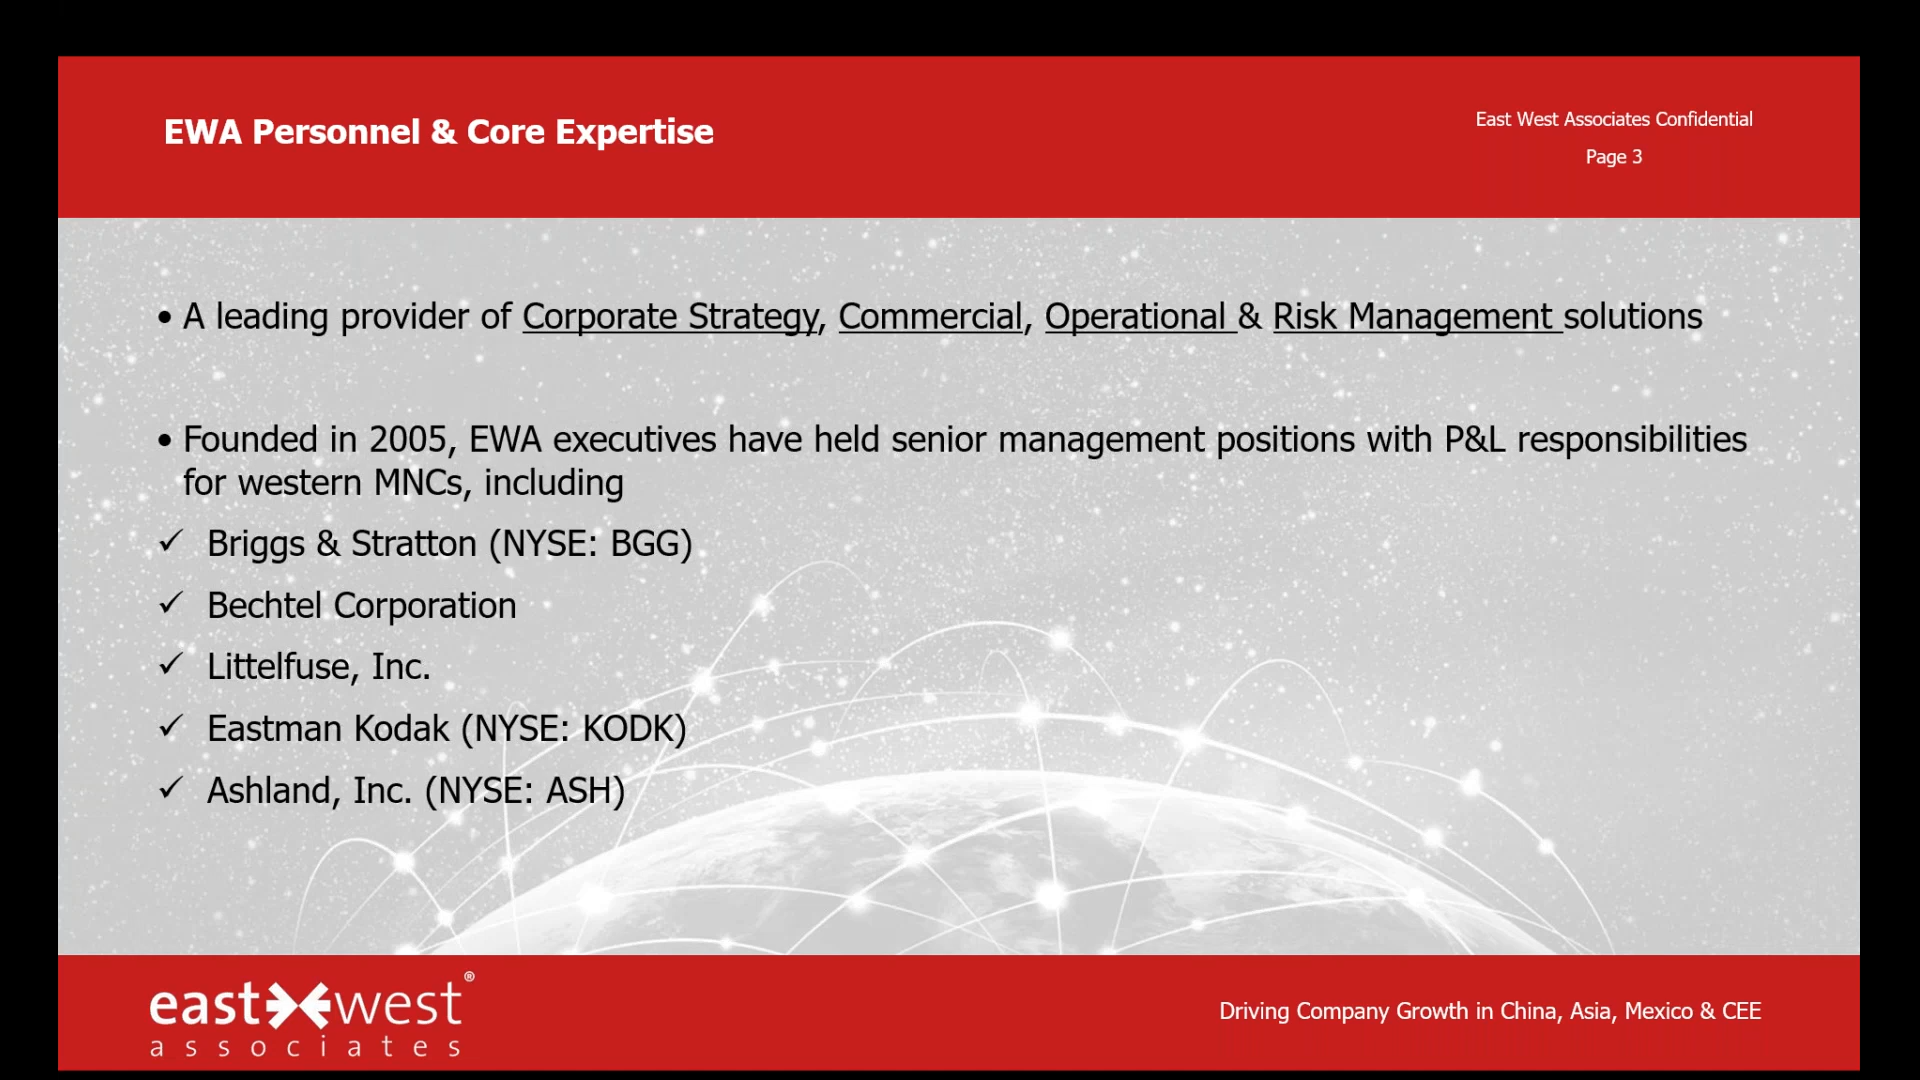 EWA Personnel & Core Expertise
East West Associates Confidential
Page 3
• A leading provider of Corporate Strategy, Commercial, Operational & Risk Management solutions
• Founded in 2005, EWA executives have held senior management positions with P&L responsibilities
for western MNCs, including
✓ Briggs & Stratton (NYSE: BGG)
✓ Bechtel Corporation
✓ Littelfuse, Inc.
✓ Eastman Kodak (NYSE: KODK)
✓ Ashland, Inc. (NYSE: ASH)
east west®
associates
Driving Company Growth in China, Asia, Mexico & CEE